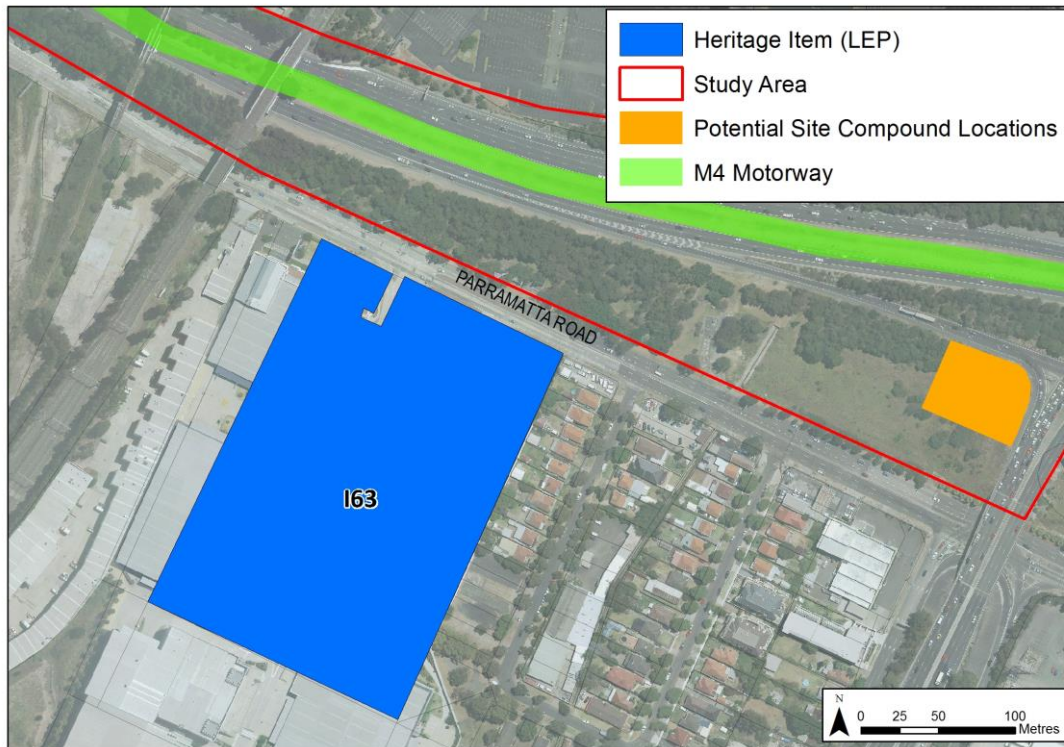 Heritage Item (LEP)
Study Area
Potential Site Compound Locations
M4 Motorway
PARRAMATTA ROAD
I63
N
0 25 50 100
Metres